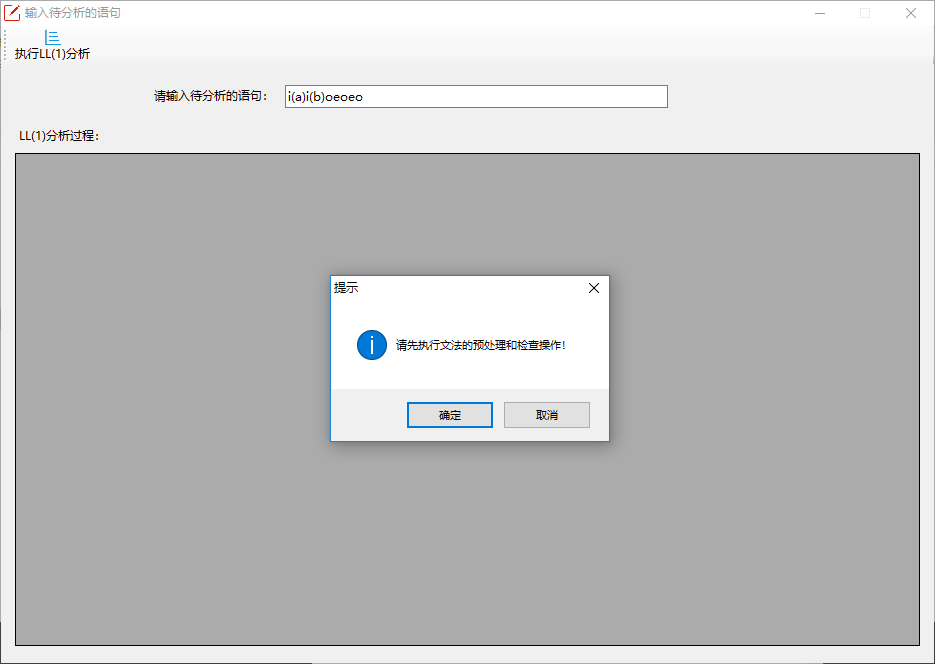 输入待分析的语句
执行LL(1)分析
请输入待分析的语句： i(a)i(b)oeoeo
LL(1)分析过程：
提示
请先执行文法的预处理和检查操作！
确定 取消